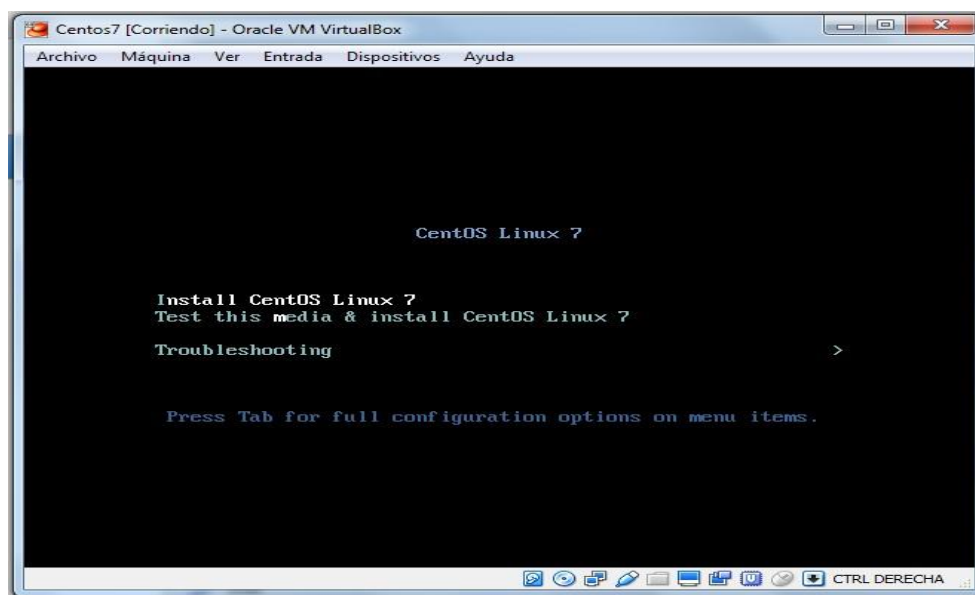 Centos7 [Corriendo] - Oracle VM VirtualBox
Archivo Máquina Ver Entrada Dispositivos Ayuda
CentOS Linux 7
Install CentOS Linux 7
Test this media & install CentOS Linux 7
Troubleshooting >
Press Tab for full configuration options on menu items.
CTRL DERECHA